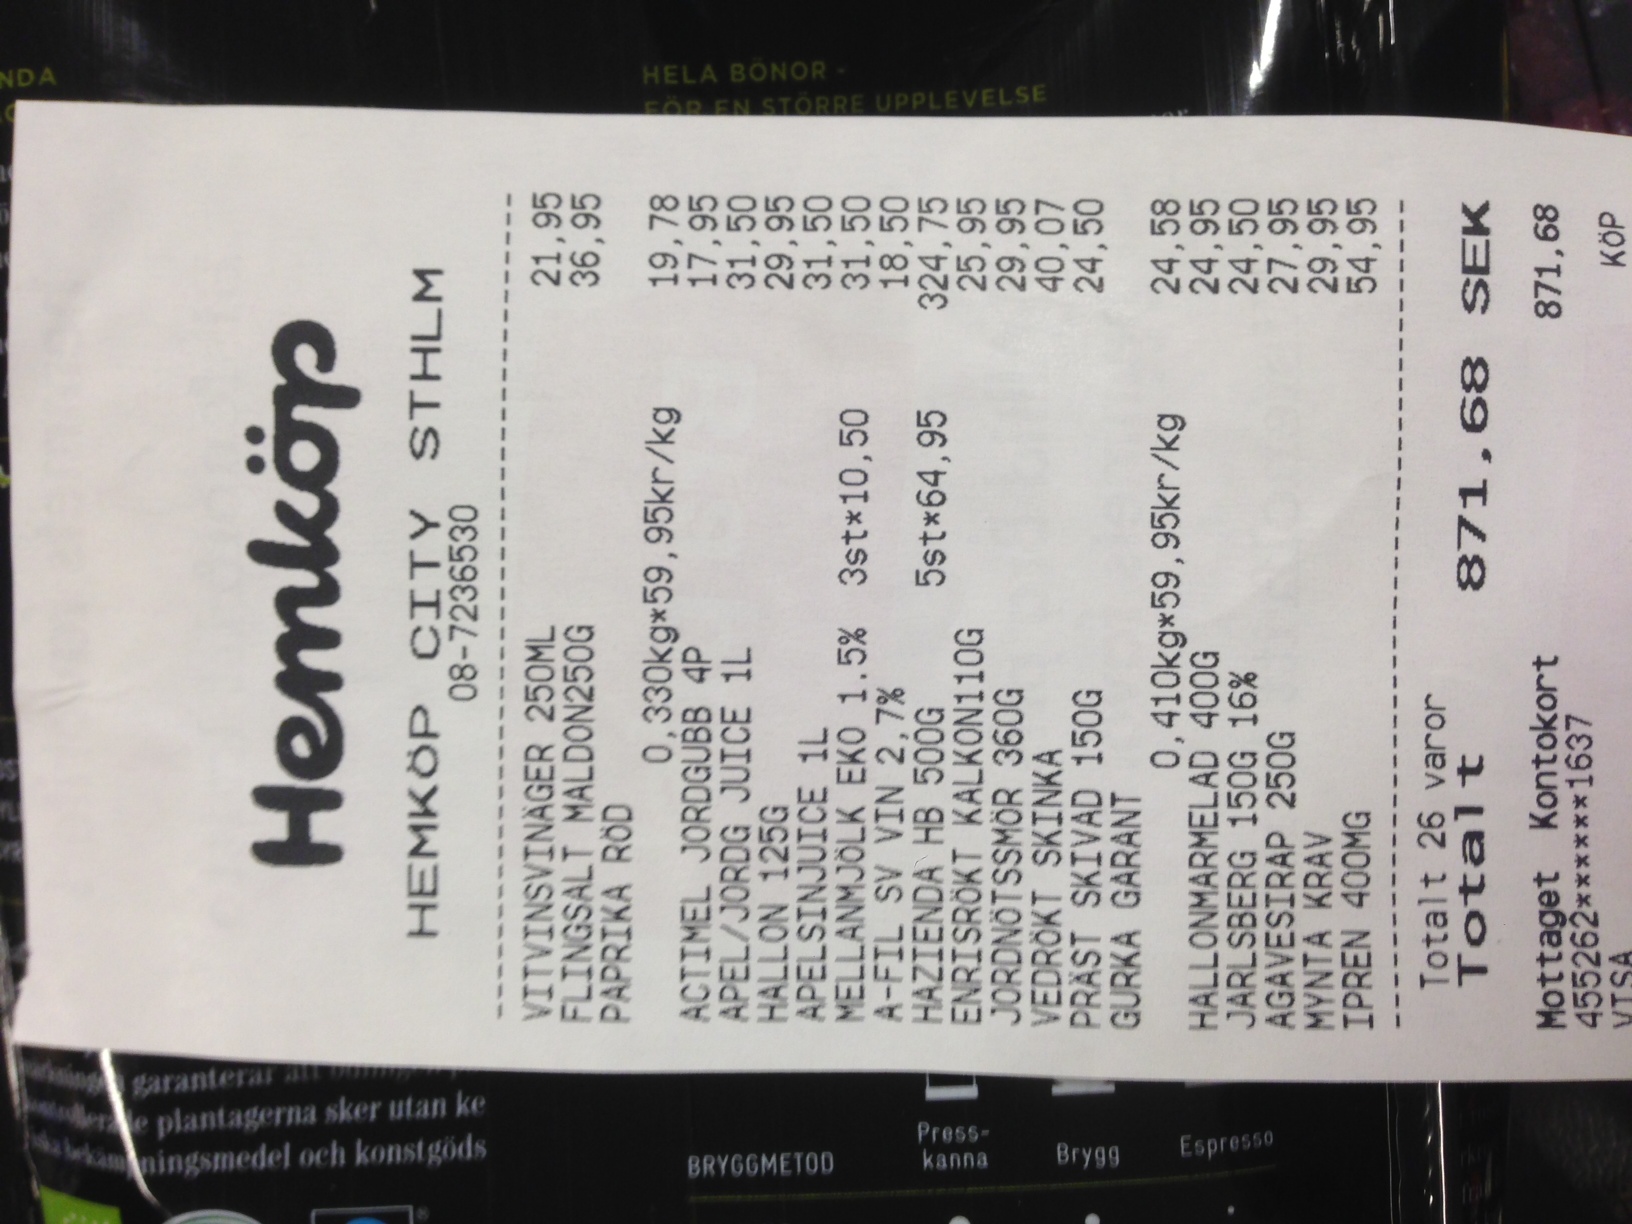 Hemköp
HEMKÖP CITY STHLM
08-7236530
VITVINSVINÄGER 250ML 21,95
FLINGSALT MALDON250G 36,95
PAPRIKA RÖD
0,330kg*59,95kr/kg 19,78
ACTIMEL JORDGUBB 4P 17,95
APEL/JORDG JUICE 1L 31,50
HALLON 125G 29,95
APELSINJUICE 1L 31,50
MELLANMJÖLK EKO 1.5% 3st*10,50 31,50
A-FIL SV VIN 2,7% 18,50
HAZIENDA HB 500G 5st*64,95 324,75
ENRISRÖKT KALKON110G 25,95
JORDNÖTSSMÖR 360G 29,95
VEDRÖKT SKINKA 40,07
PRÄST SKIVAD 150G 24,50
GURKA GARANT
0,410kg*59,95kr/kg 24,58
HALLONMARMELAD 400G 24,95
JARLSBERG 150G 16% 24,50
AGAVESIRAP 250G 27,95
MYNTA KRAV 29,95
IPREN 400MG 54,95
Totalt 26 varor
Totalt 871,68 SEK
Mottaget Kontokort 871,68
455262******1637
VISA KÖP
garanterar
plantagerna sker utan ke
ningsmedel och konstgöds
BRYGGMETOD
Press-
kanna
Brygg
Espresso
NDA
HELA BÖNOR -
FÖR EN STÖRRE UPPLEVELSE